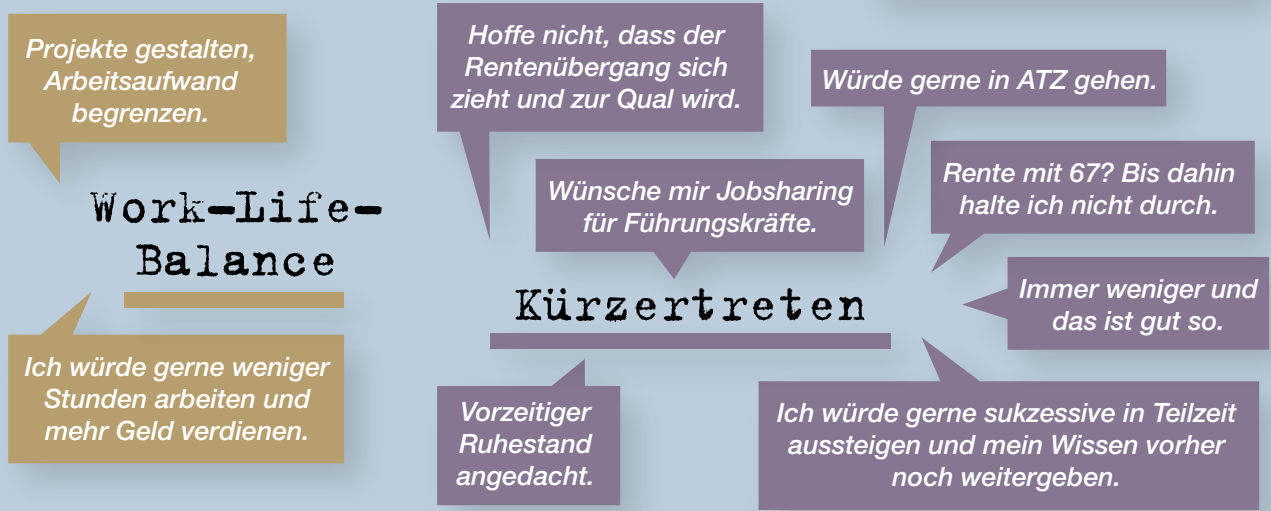 Projekte gestalten,
Arbeitsaufwand
begrenzen.
Work-Life-
Balance
Ich würde gerne weniger
Stunden arbeiten und
mehr Geld verdienen.
Hoffe nicht, dass der
Rentenübergang sich
zieht und zur Qual wird.
Würde gerne in ATZ gehen.
Wünsche mir Jobsharing
für Führungskräfte.
Rente mit 67? Bis dahin
halte ich nicht durch.
Kürzertreten
Immer weniger und
das ist gut so.
Vorzeitiger
Ruhestand
angedacht.
Ich würde gerne sukzessive in Teilzeit
aussteigen und mein Wissen vorher
noch weitergeben.